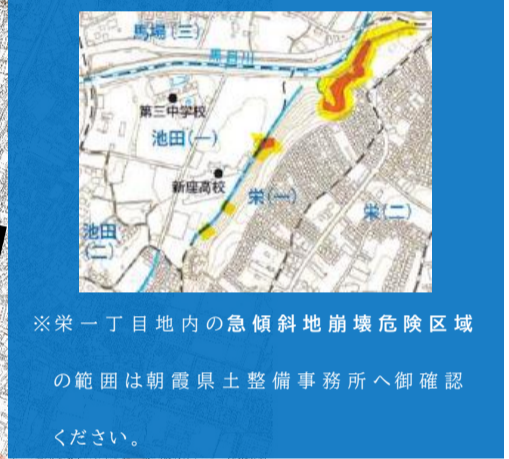 馬場(三)
黒目川
第三中学校
池田(一)
新座高校
栄(一)
栄(二)
池田
(二)
※栄一丁目地内の急傾斜地崩壊危険区域
の範囲は朝霞県土整備事務所へ御確認
ください。